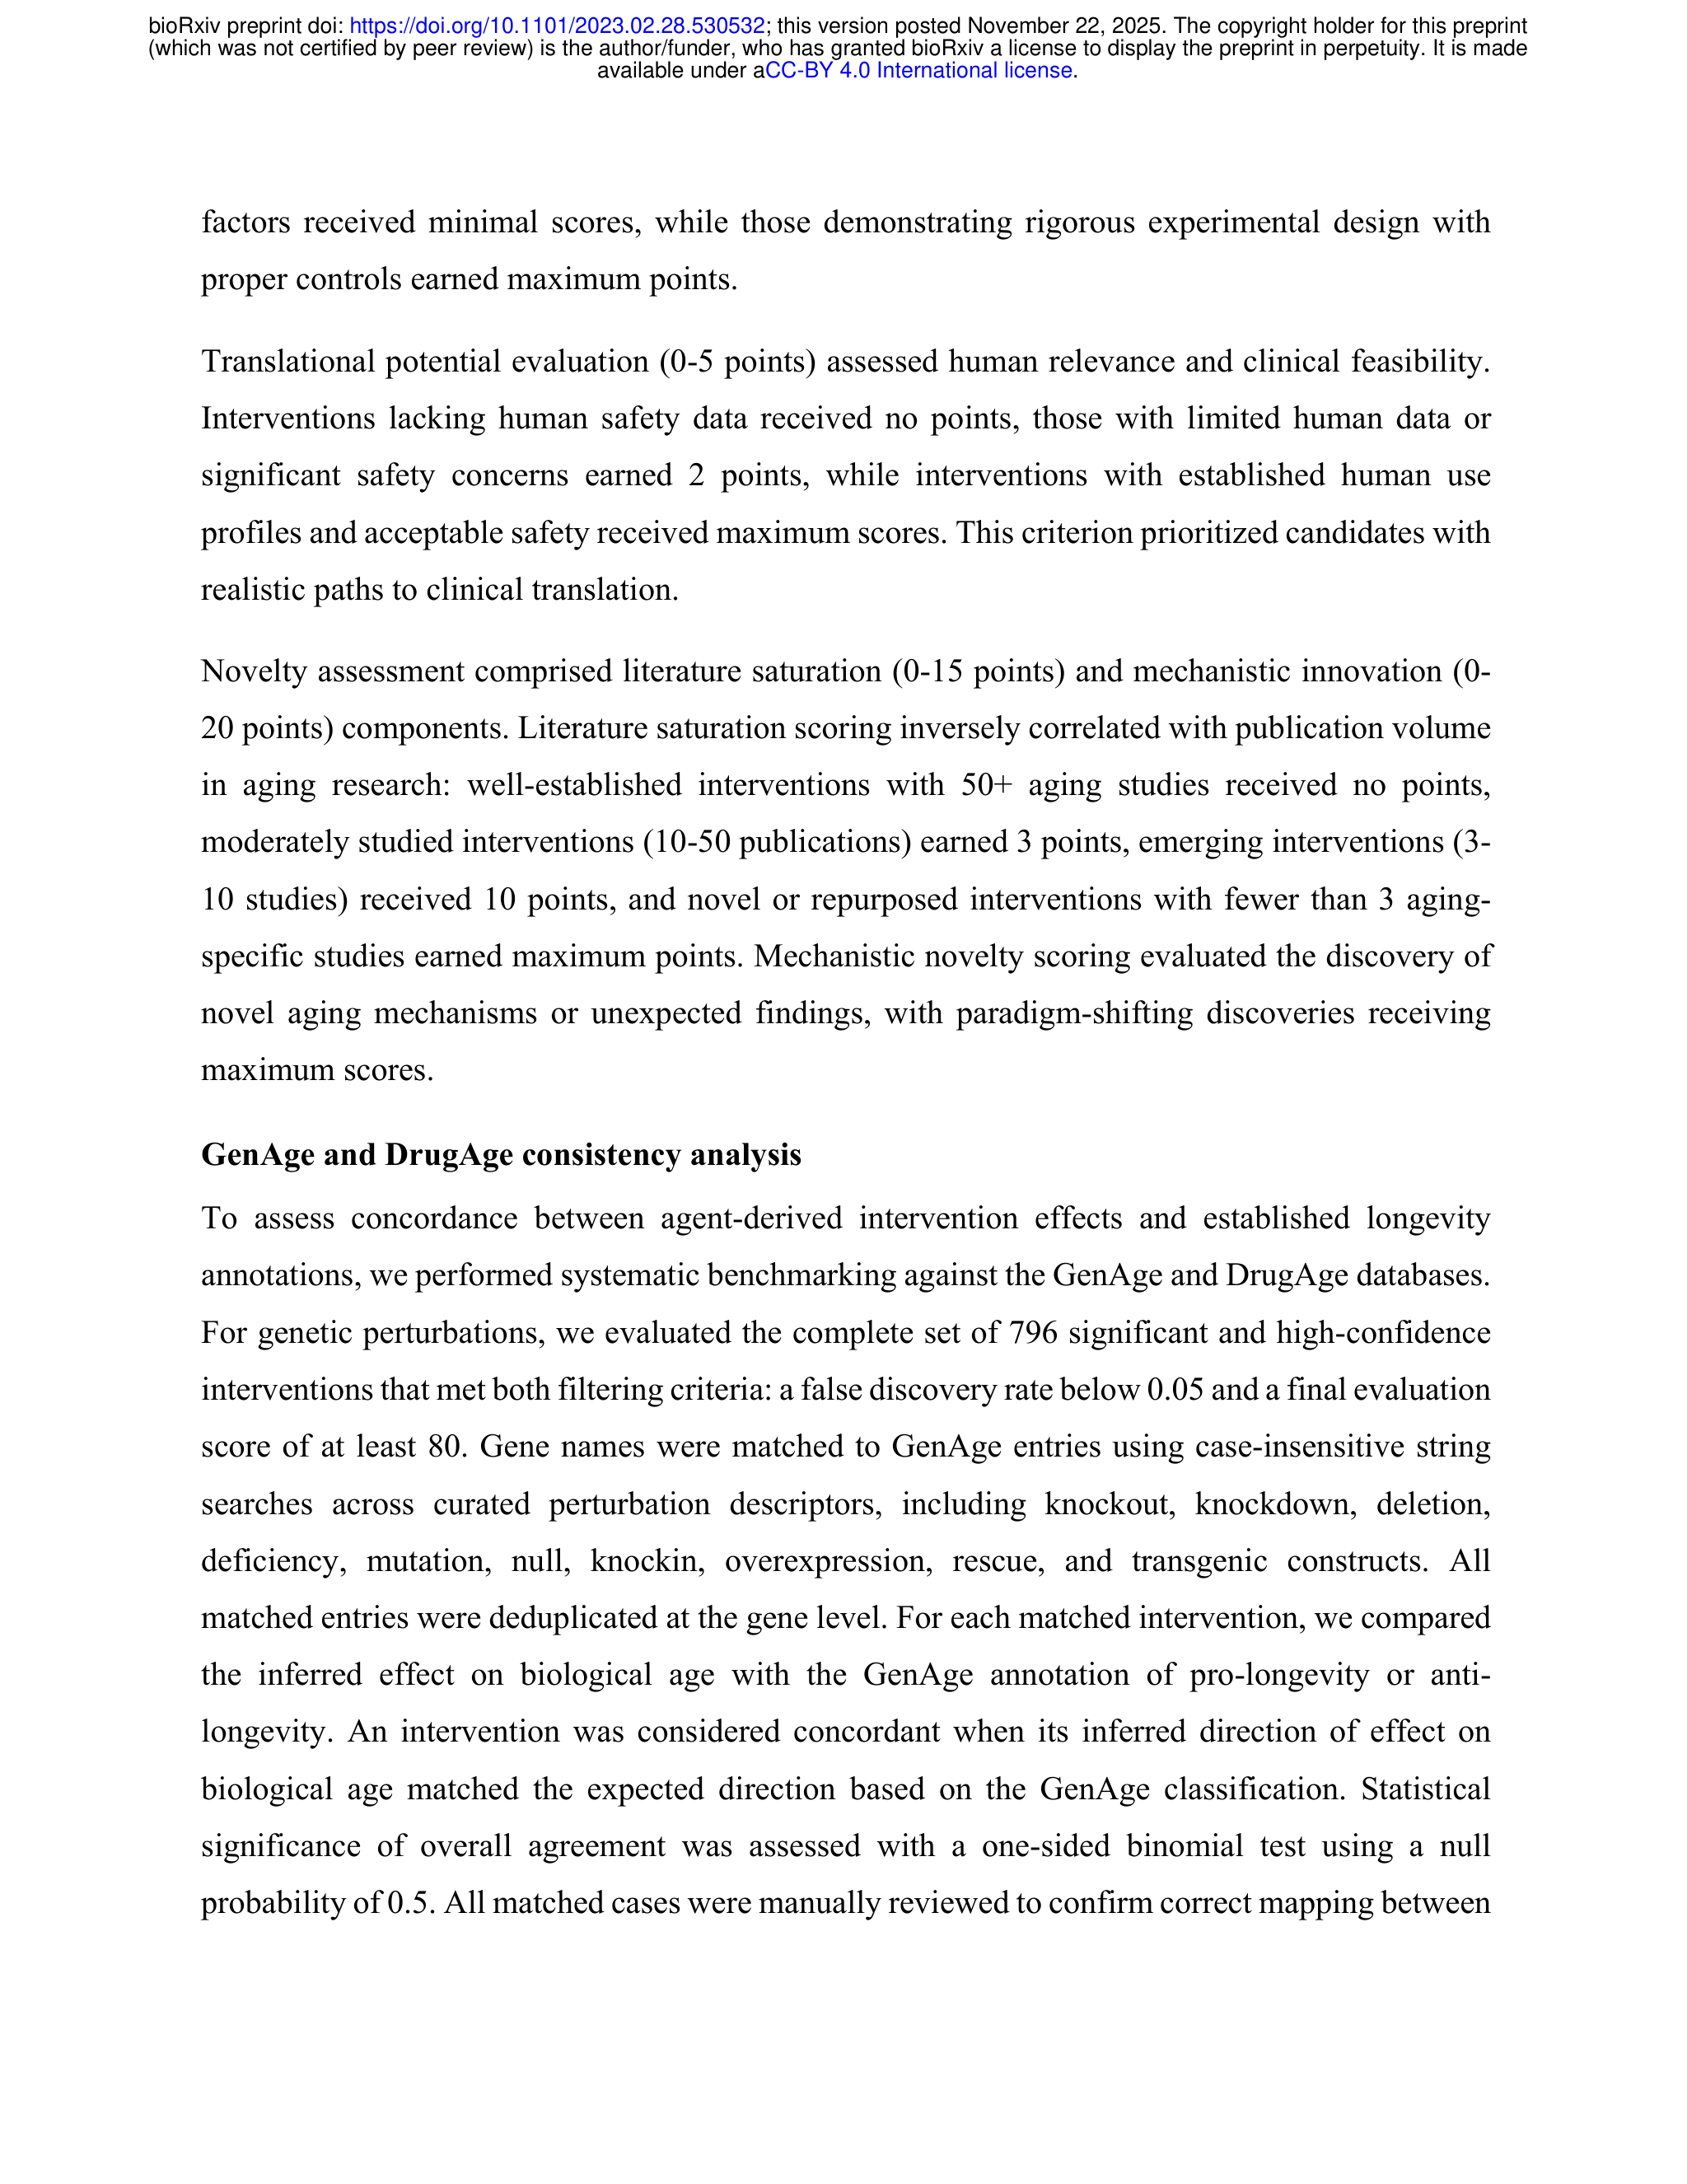 bioRxiv preprint doi: https://doi.org/10.1101/2023.02.28.530532; this version posted November 22, 2025. The copyright holder for this preprint
(which was not certified by peer review) is the author/funder, who has granted bioRxiv a license to display the preprint in perpetuity. It is made
available under aCC-BY 4.0 International license.
factors received minimal scores, while those demonstrating rigorous experimental design with
proper controls earned maximum points.
Translational potential evaluation (0-5 points) assessed human relevance and clinical feasibility.
Interventions lacking human safety data received no points, those with limited human data or
significant safety concerns earned 2 points, while interventions with established human use
profiles and acceptable safety received maximum scores. This criterion prioritized candidates with
realistic paths to clinical translation.
Novelty assessment comprised literature saturation (0-15 points) and mechanistic innovation (0-
20 points) components. Literature saturation scoring inversely correlated with publication volume
in aging research: well-established interventions with 50+ aging studies received no points,
moderately studied interventions (10-50 publications) earned 3 points, emerging interventions (3-
10 studies) received 10 points, and novel or repurposed interventions with fewer than 3 aging-
specific studies earned maximum points. Mechanistic novelty scoring evaluated the discovery of
novel aging mechanisms or unexpected findings, with paradigm-shifting discoveries receiving
maximum scores.
GenAge and DrugAge consistency analysis
To assess concordance between agent-derived intervention effects and established longevity
annotations, we performed systematic benchmarking against the GenAge and DrugAge databases.
For genetic perturbations, we evaluated the complete set of 796 significant and high-confidence
interventions that met both filtering criteria: a false discovery rate below 0.05 and a final evaluation
score of at least 80. Gene names were matched to GenAge entries using case-insensitive string
searches across curated perturbation descriptors, including knockout, knockdown, deletion,
deficiency, mutation, null, knockin, overexpression, rescue, and transgenic constructs. All
matched entries were deduplicated at the gene level. For each matched intervention, we compared
the inferred effect on biological age with the GenAge annotation of pro-longevity or anti-
longevity. An intervention was considered concordant when its inferred direction of effect on
biological age matched the expected direction based on the GenAge classification. Statistical
significance of overall agreement was assessed with a one-sided binomial test using a null
probability of 0.5. All matched cases were manually reviewed to confirm correct mapping between